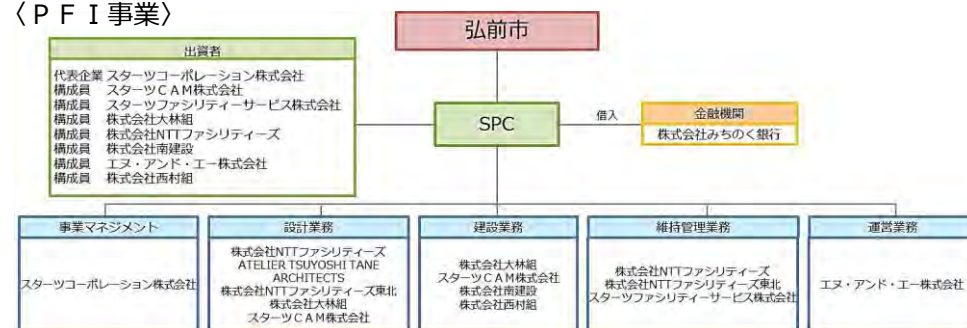 〈ＰＦＩ事業〉
弘前市
出資者
代表企業 スターツコーポレーション株式会社
構成員 スターツＣＡＭ株式会社
構成員 スターツファシリティーサービス株式会社
構成員 株式会社大林組
構成員 株式会社NTTファシリティーズ
構成員 株式会社南建設
構成員 エヌ・アンド・エー株式会社
構成員 株式会社西村組
SPC
借入
金融機関
株式会社みちのく銀行
事業マネジメント
スターツコーポレーション株式会社
設計業務
株式会社NTTファシリティーズ
ATELIER TSUYOSHI TANE
ARCHITECTS
株式会社NTTファシリティーズ東北
株式会社大林組
スターツＣＡＭ株式会社
建設業務
株式会社大林組
スターツＣＡＭ株式会社
株式会社南建設
株式会社西村組
維持管理業務
株式会社NTTファシリティーズ
株式会社NTTファシリティーズ東北
スターツファシリティーサービス株式会社
運営業務
エヌ・アンド・エー株式会社